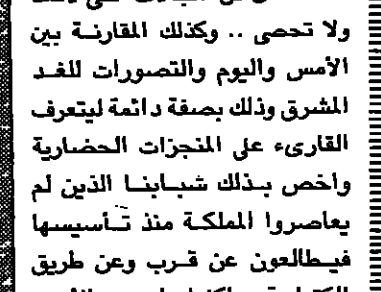 ولا تحصى .. وكذلك المقارنة بين
الأمس واليوم والتصورات للغد
المشرق وذلك بصفة دائمة ليتعرف
القارىء على المنجزات الحضارية
واخص بذلك شبابنا الذين لم
يعاصروا المملكة منذ تأسيسها
فيطالعون عن قرب وعن طريق